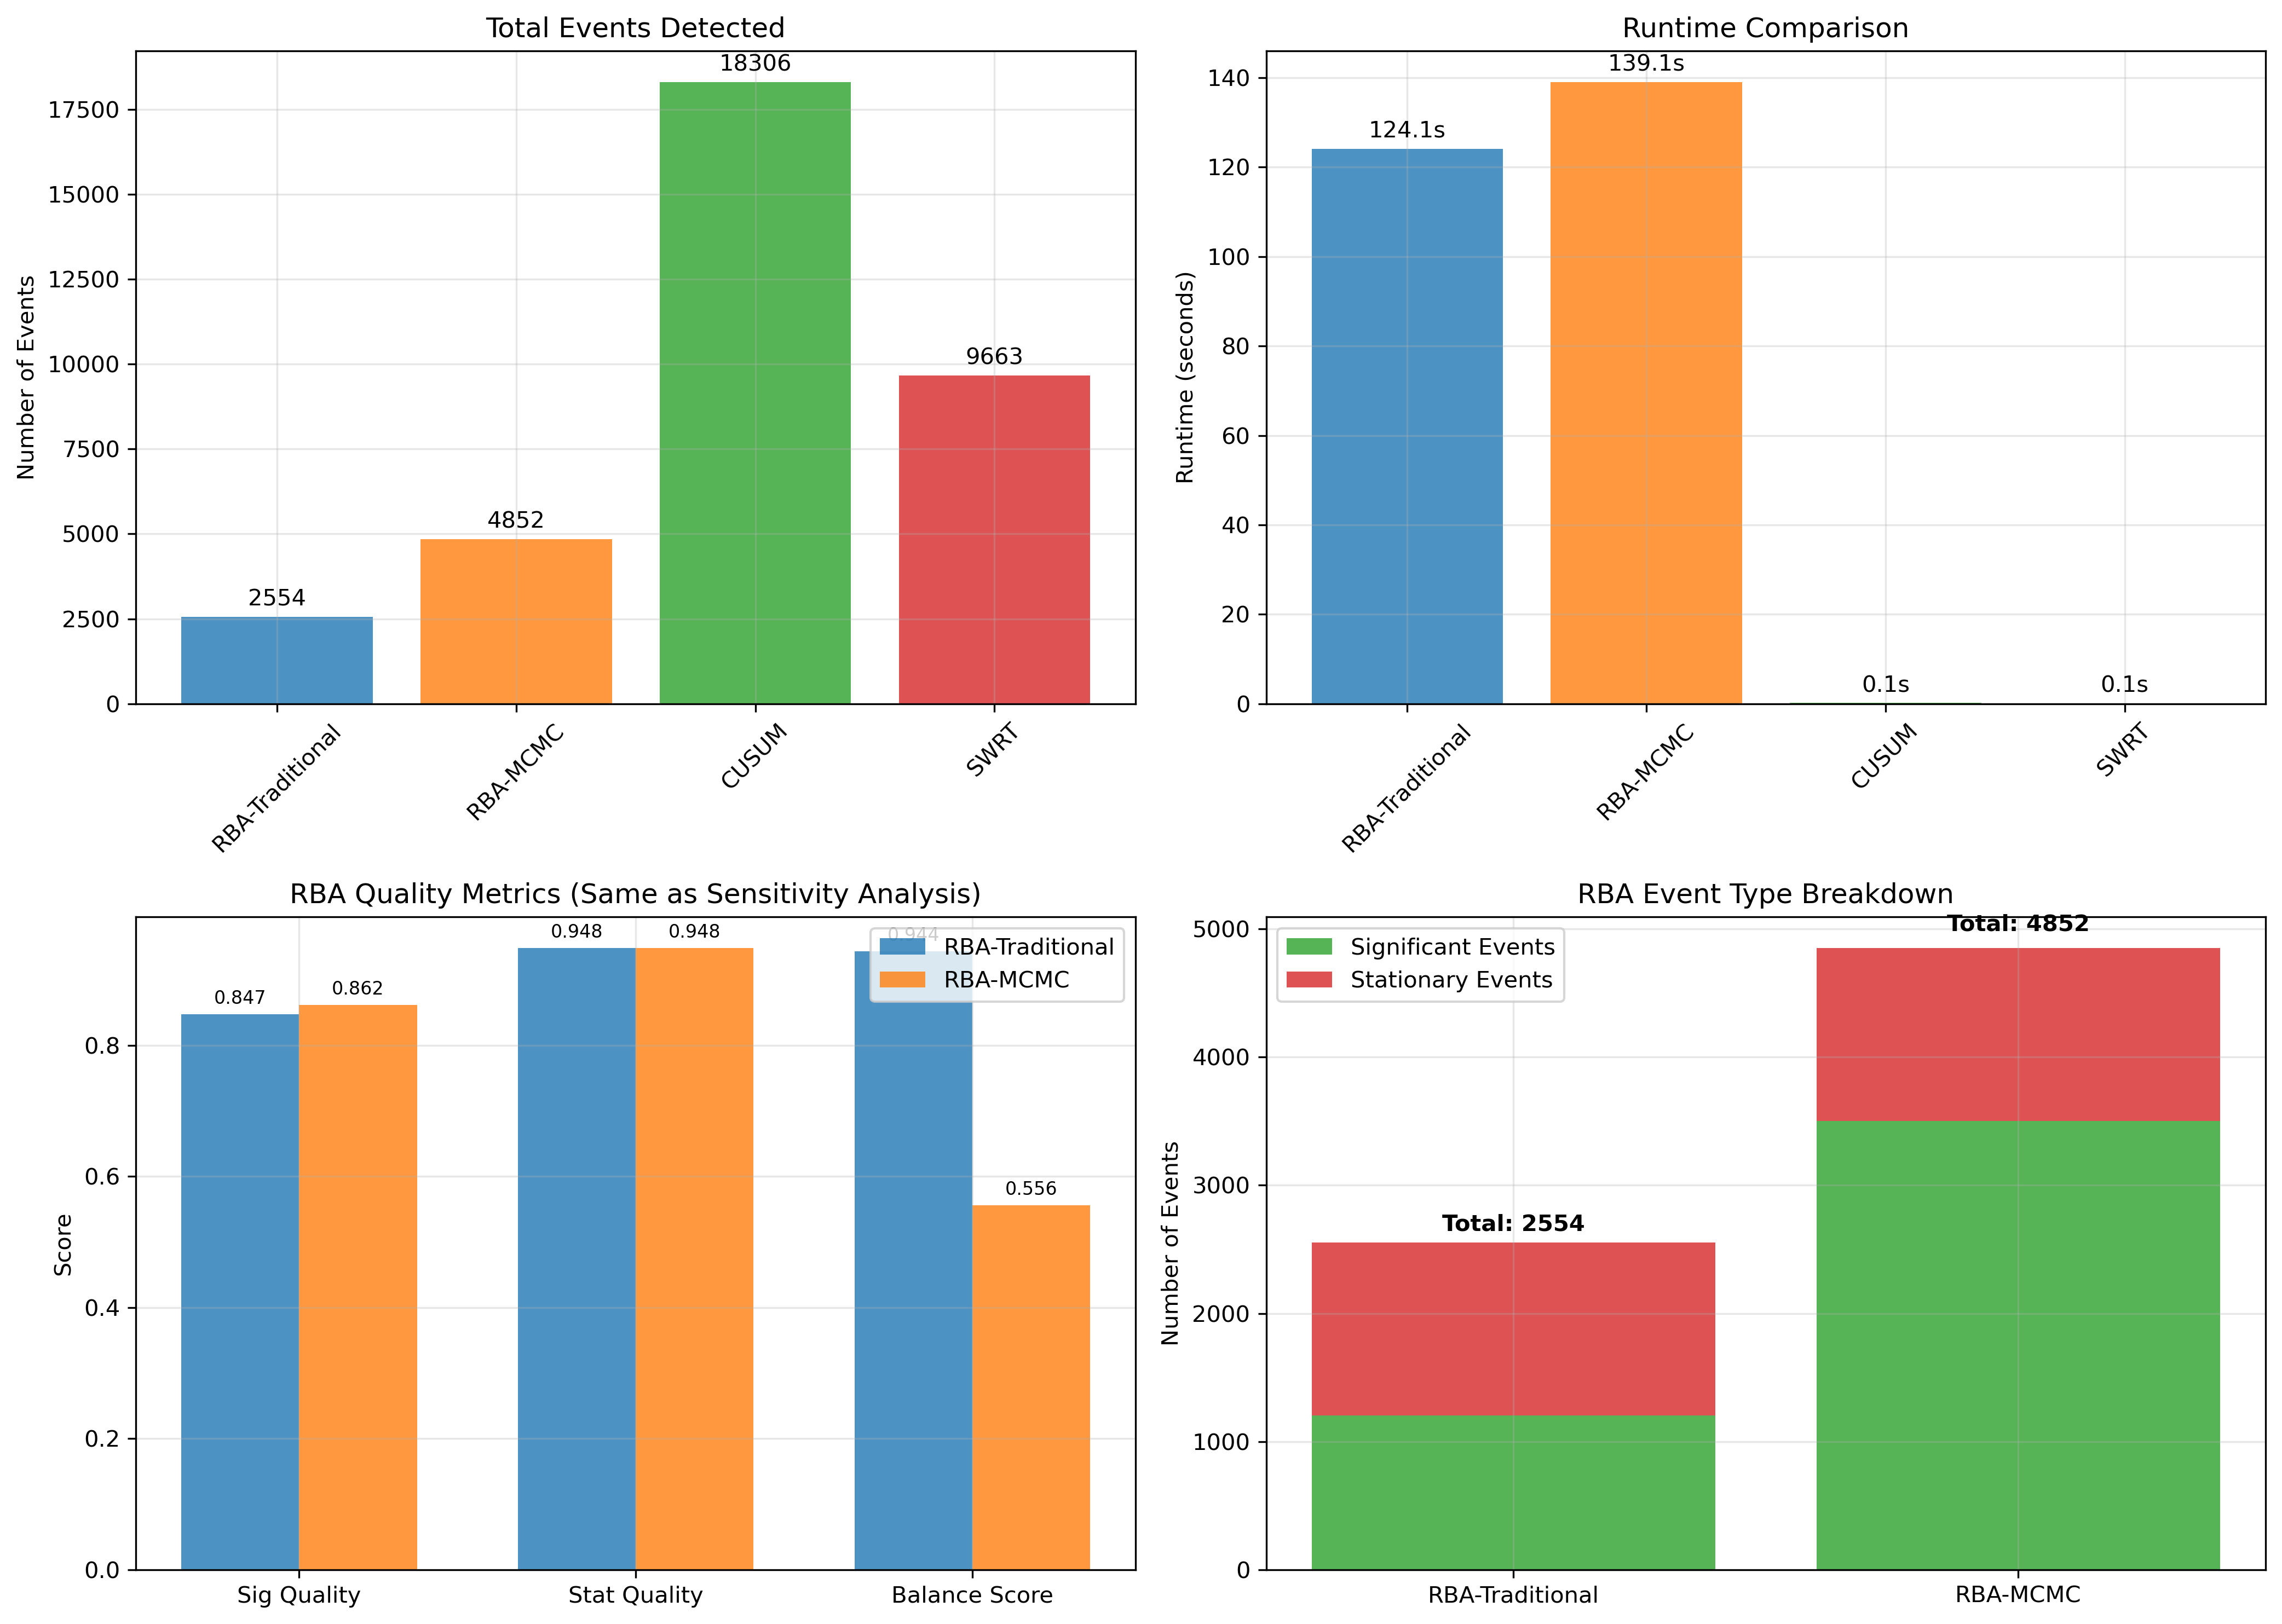 Total Events Detected
Number of Events
17500
15000
12500
10000
7500
5000
2500
0
2554
4852
18306
9663
RBA-Traditional
RBA-MCMC
CUSUM
SWRT
Runtime Comparison
Runtime (seconds)
140
120
100
80
60
40
20
0
124.1s
139.1s
0.1s
0.1s
RBA-Traditional
RBA-MCMC
CUSUM
SWRT
RBA Quality Metrics (Same as Sensitivity Analysis)
Score
0.8
0.6
0.4
0.2
0.0
0.847
0.862
0.948
0.948
0.944
0.556
RBA-Traditional
RBA-MCMC
Sig Quality
Stat Quality
Balance Score
RBA Event Type Breakdown
Number of Events
5000
4000
3000
2000
1000
0
Significant Events
Stationary Events
Total: 2554
Total: 4852
RBA-Traditional
RBA-MCMC